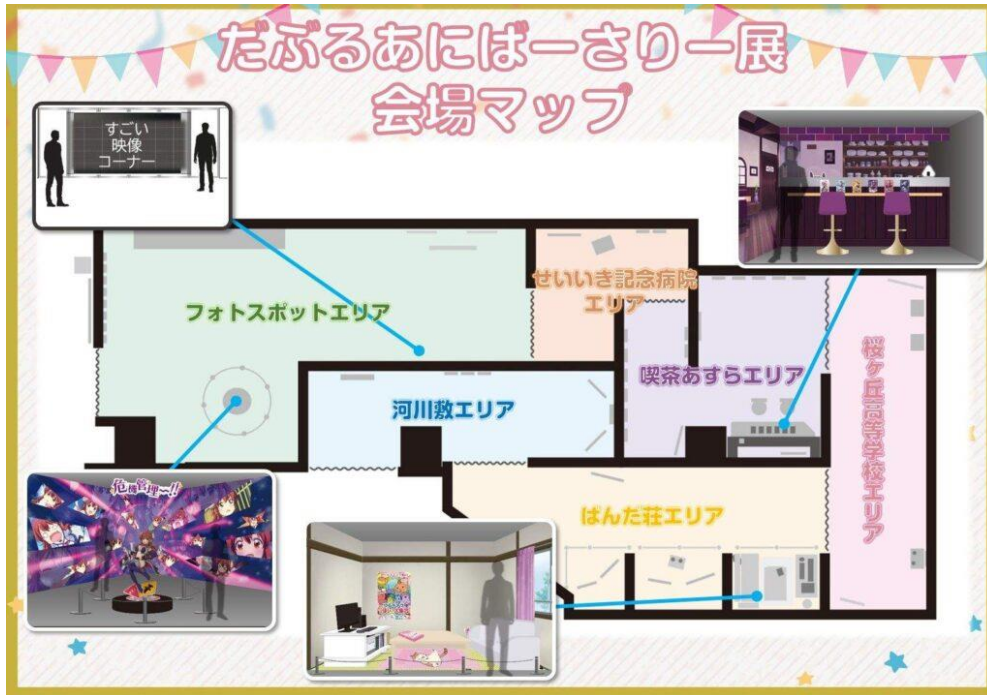 だぶるあにばーさりー展
会場マップ
すごい
映像
コーナー
せいいき記念病院
エリア
フォトスポットエリア
喫茶あすらエリア
桜ヶ丘高等学校エリア
河川敷エリア
ばんだ荘エリア
危機管理〜!!